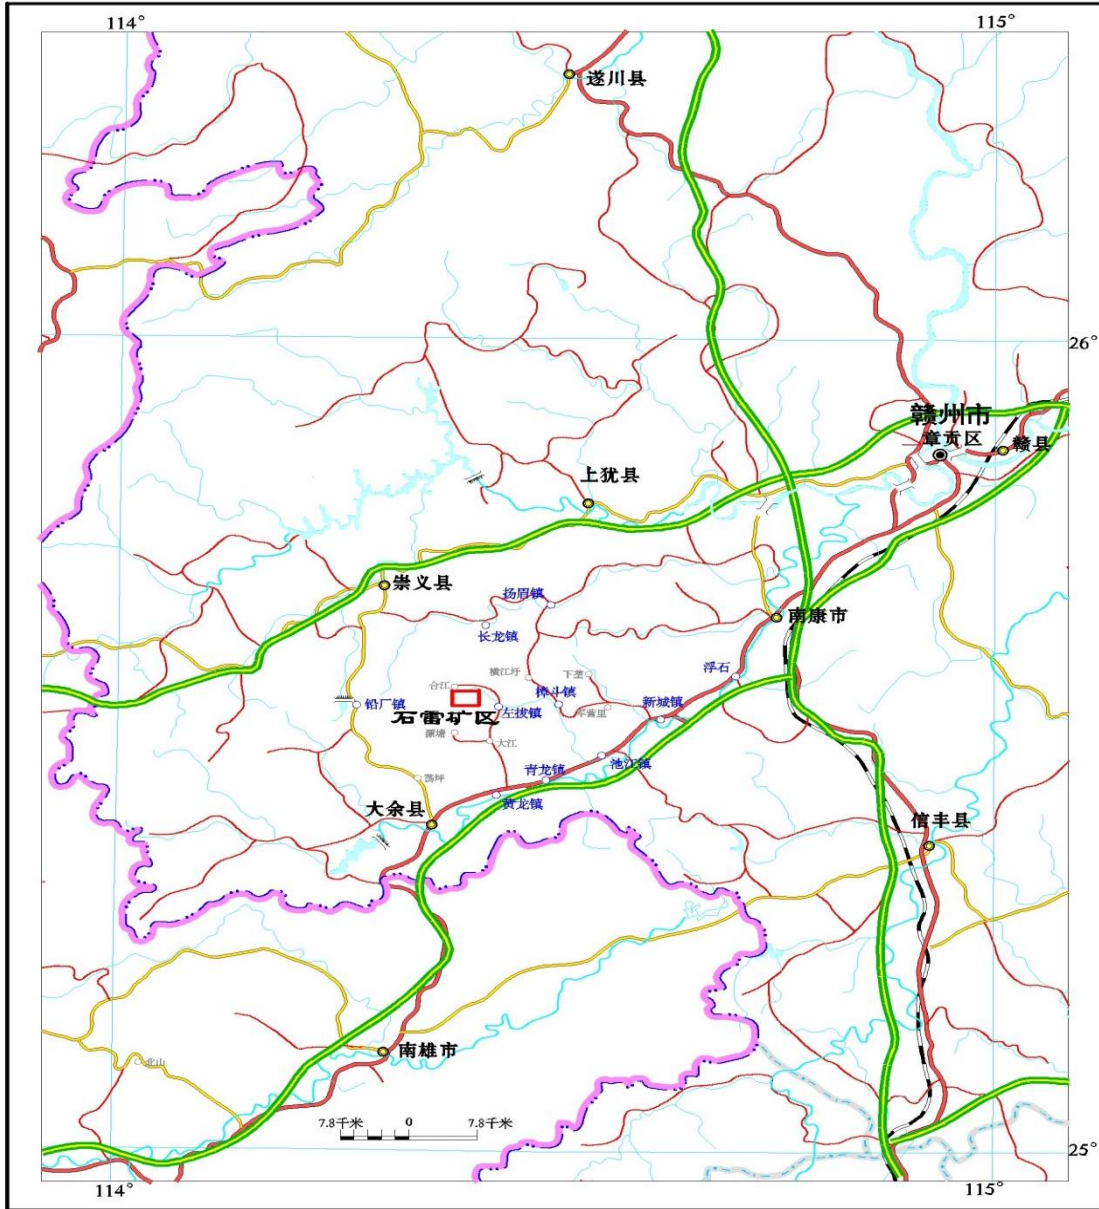 114°
115°
遂川县
26°
赣州市
章贡区
赣县
上犹县
崇义县
扬眉镇
南康市
长龙镇
横江圩
下垄
浮石
合江
铅厂镇
左拔镇
樟斗镇
新城镇
石雷矿区
大江
池江镇
青龙镇
荡坪
黄龙镇
大余县
信丰县
南雄市
北山
7.8千米 0 7.8千米
25°
114°
115°